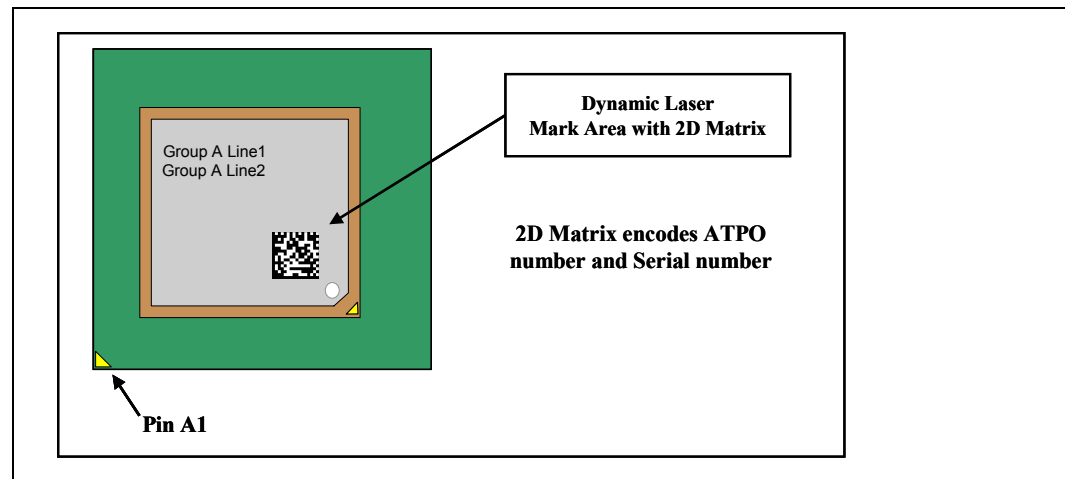 Group A Line1
Group A Line2
Dynamic Laser
Mark Area with 2D Matrix
2D Matrix encodes ATPO
number and Serial number
Pin A1